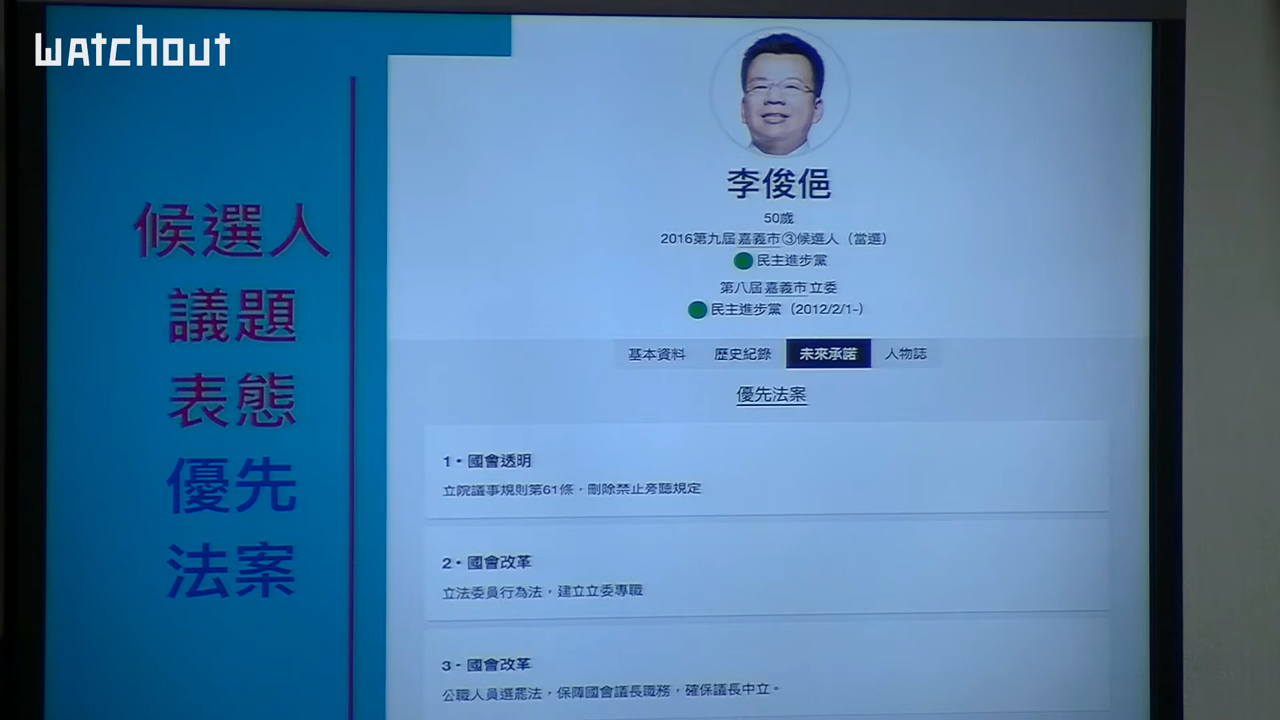 watchout
候選人
議題
表態
優先
法案
李俊俋
50歲
2016第九屆嘉義市③候選人（當選）
民主進步黨
第八屆嘉義市立委
民主進步黨（2012/2/1-）
基本資料 歷史紀錄 未來承諾 人物誌
優先法案
1・國會透明
立院議事規則第61條，刪除禁止旁聽規定
2・國會改革
立法委員行為法，建立立委專職
3・國會改革
公職人員選罷法，保障國會議長職務，確保議長中立。